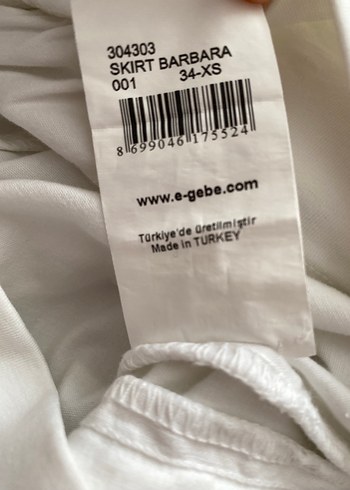 304303
SKIRT BARBARA
001 34-XS
8 699046 175524
www.e-gebe.com
Türkiye'de üretilmiştir
Made in TURKEY